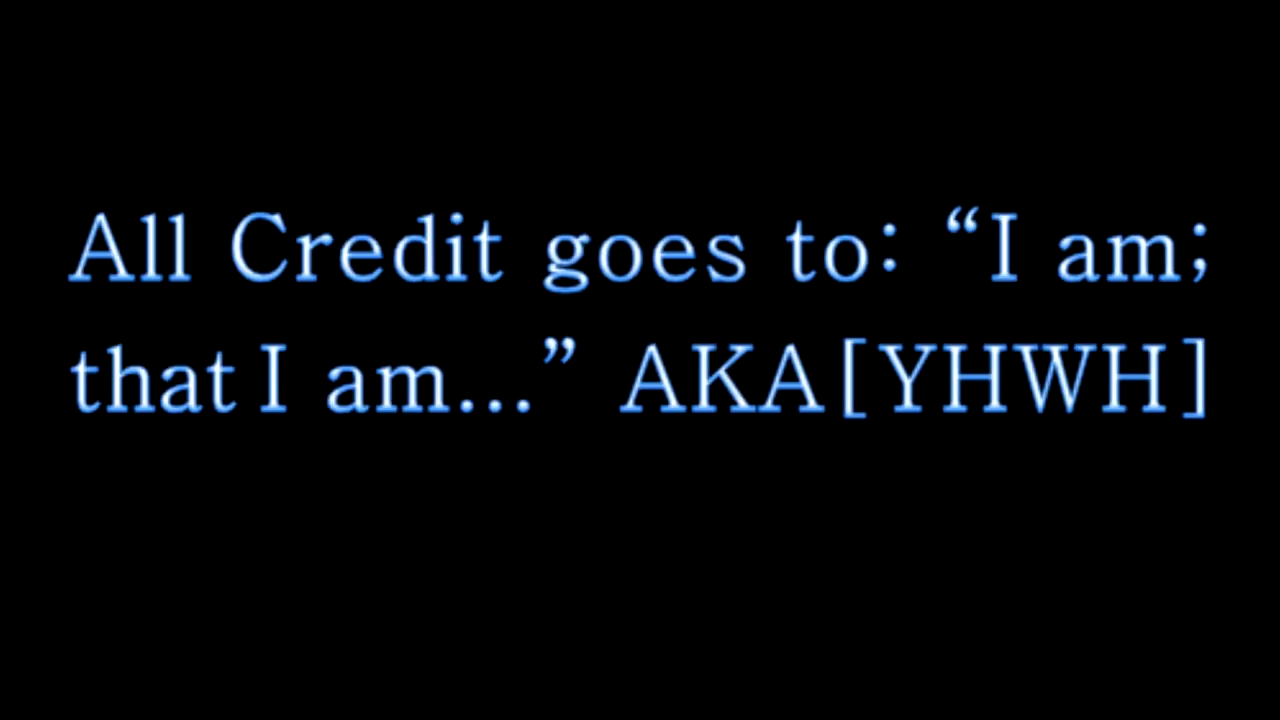 All Credit goes to: “I am;
that I am...” AKA[YHWH]